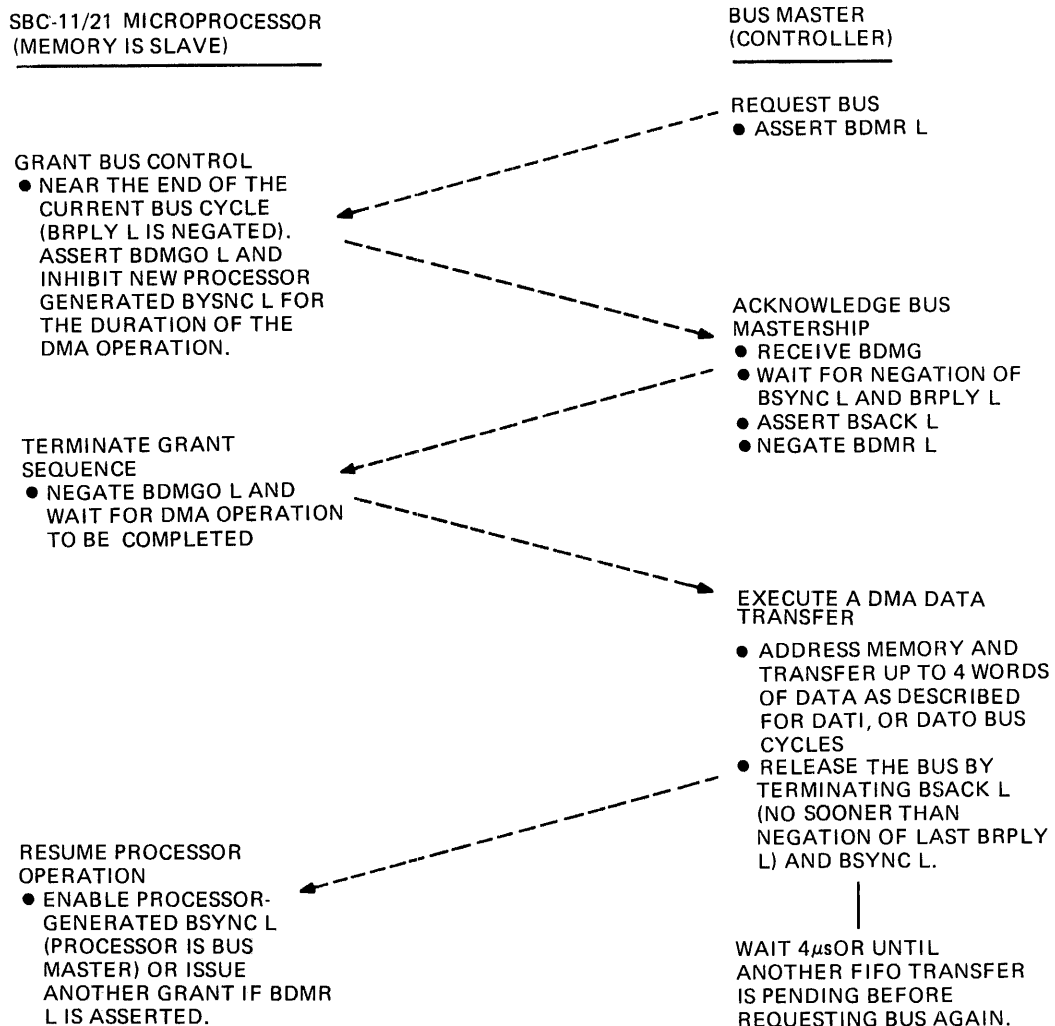 SBC-11/21 MICROPROCESSOR
(MEMORY IS SLAVE)
BUS MASTER
(CONTROLLER)
REQUEST BUS
● ASSERT BDMR L
GRANT BUS CONTROL
● NEAR THE END OF THE
CURRENT BUS CYCLE
(BRPLY L IS NEGATED).
ASSERT BDMGO L AND
INHIBIT NEW PROCESSOR
GENERATED BYSNC L FOR
THE DURATION OF THE
DMA OPERATION.
ACKNOWLEDGE BUS
MASTERSHIP
● RECEIVE BDMG
● WAIT FOR NEGATION OF
BSYNC L AND BRPLY L
● ASSERT BSACK L
● NEGATE BDMR L
TERMINATE GRANT
SEQUENCE
● NEGATE BDMGO L AND
WAIT FOR DMA OPERATION
TO BE COMPLETED
EXECUTE A DMA DATA
TRANSFER
● ADDRESS MEMORY AND
TRANSFER UP TO 4 WORDS
OF DATA AS DESCRIBED
FOR DATI, OR DATO BUS
CYCLES
● RELEASE THE BUS BY
TERMINATING BSACK L
(NO SOONER THAN
NEGATION OF LAST BRPLY
L) AND BSYNC L.
RESUME PROCESSOR
OPERATION
● ENABLE PROCESSOR-
GENERATED BSYNC L
(PROCESSOR IS BUS
MASTER) OR ISSUE
ANOTHER GRANT IF BDMR
L IS ASSERTED.
WAIT 4μsOR UNTIL
ANOTHER FIFO TRANSFER
IS PENDING BEFORE
REQUESTING BUS AGAIN.